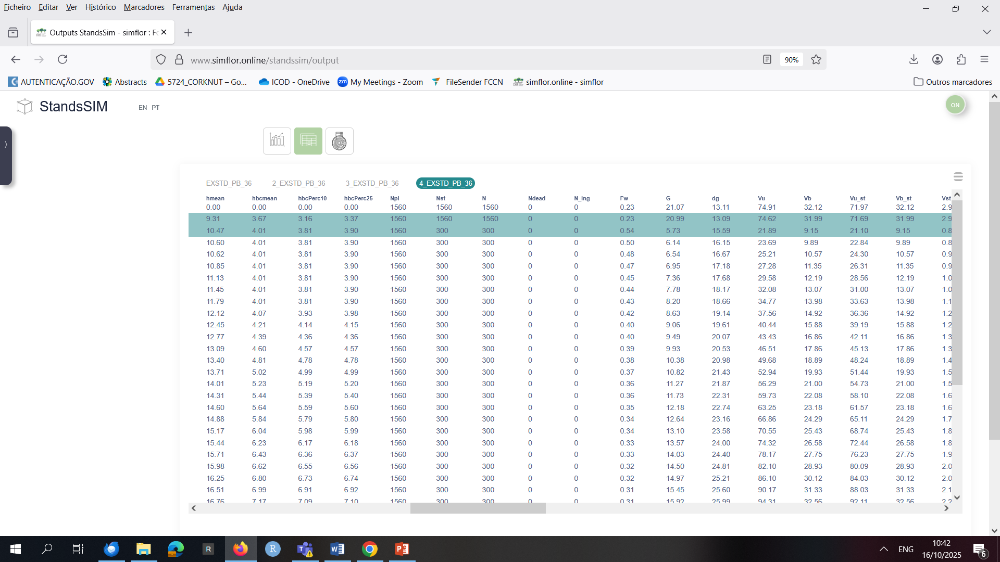 Ficheiro Editar Ver Histórico Marcadores Ferramentas Ajuda
Outputs StandsSim - simflor : Fo
www.simflor.online/standssim/output 90%
AUTENTICAÇÃO.GOV Abstracts 5724_CORKNUT – Go... ICOD - OneDrive zm My Meetings - Zoom FileSender FCCN simflor.online - simflor Outros marcadores
StandsSIM EN PT ON
EXSTD_PB_36 2_EXSTD_PB_36 3_EXSTD_PB_36 4_EXSTD_PB_36
hmean hbcmean hbcPerc10 hbcPerc25 Npl Nst N Ndead N_ing Fw G dg Vu Vb Vu_st Vb_st Vst
0.00 0.00 0.00 0.00 1560 1560 1560 0 0 0.23 21.07 13.11 74.91 32.12 71.97 32.12 2.9
9.31 3.67 3.16 3.37 1560 1560 1560 0 0 0.23 20.99 13.09 74.62 31.99 71.69 31.99 2.9
10.47 4.01 3.81 3.90 1560 300 300 0 0 0.54 5.73 15.59 21.89 9.15 21.10 9.15 0.8
10.60 4.01 3.81 3.90 1560 300 300 0 0 0.50 6.14 16.15 23.69 9.89 22.84 9.89 0.8
10.62 4.01 3.81 3.90 1560 300 300 0 0 0.48 6.54 16.67 25.21 10.57 24.30 10.57 0.9
10.85 4.01 3.81 3.90 1560 300 300 0 0 0.47 6.95 17.18 27.28 11.35 26.31 11.35 0.9
11.13 4.01 3.81 3.90 1560 300 300 0 0 0.45 7.36 17.68 29.58 12.19 28.56 12.19 1.0
11.45 4.01 3.81 3.90 1560 300 300 0 0 0.44 7.78 18.17 32.08 13.07 31.00 13.07 1.0
11.79 4.01 3.81 3.90 1560 300 300 0 0 0.43 8.20 18.66 34.77 13.98 33.63 13.98 1.1
12.12 4.07 3.93 3.98 1560 300 300 0 0 0.42 8.63 19.14 37.56 14.92 36.36 14.92 1.2
12.45 4.21 4.14 4.15 1560 300 300 0 0 0.40 9.06 19.61 40.44 15.88 39.19 15.88 1.2
12.77 4.39 4.36 4.36 1560 300 300 0 0 0.40 9.49 20.07 43.43 16.86 42.11 16.86 1.3
13.09 4.60 4.57 4.57 1560 300 300 0 0 0.39 9.93 20.53 46.51 17.86 45.13 17.86 1.3
13.40 4.81 4.78 4.78 1560 300 300 0 0 0.38 10.38 20.98 49.68 18.89 48.24 18.89 1.4
13.71 5.02 4.99 4.99 1560 300 300 0 0 0.37 10.82 21.43 52.94 19.93 51.44 19.93 1.5
14.01 5.23 5.19 5.20 1560 300 300 0 0 0.36 11.27 21.87 56.29 21.00 54.73 21.00 1.5
14.31 5.44 5.39 5.40 1560 300 300 0 0 0.36 11.73 22.31 59.73 22.08 58.10 22.08 1.6
14.60 5.64 5.59 5.60 1560 300 300 0 0 0.35 12.18 22.74 63.25 23.18 61.57 23.18 1.6
14.88 5.84 5.79 5.80 1560 300 300 0 0 0.34 12.64 23.16 66.86 24.29 65.11 24.29 1.7
15.17 6.04 5.98 5.99 1560 300 300 0 0 0.34 13.10 23.58 70.55 25.43 68.74 25.43 1.8
15.44 6.23 6.17 6.18 1560 300 300 0 0 0.33 13.57 24.00 74.32 26.58 72.44 26.58 1.8
15.71 6.43 6.36 6.37 1560 300 300 0 0 0.33 14.03 24.40 78.17 27.75 76.23 27.75 1.9
15.98 6.62 6.55 6.56 1560 300 300 0 0 0.32 14.50 24.81 82.10 28.93 80.09 28.93 2.0
16.25 6.80 6.73 6.74 1560 300 300 0 0 0.32 14.97 25.21 86.10 30.12 84.03 30.12 2.0
16.51 6.99 6.91 6.92 1560 300 300 0 0 0.31 15.45 25.60 90.17 31.33 88.03 31.33 2.1
16.76 7.17 7.09 7.10 1560 300 300 0 0 0.31 15.92 25.99 94.31 32.56 92.11 32.56 2.2
ENG 10:42
16/10/2025 6